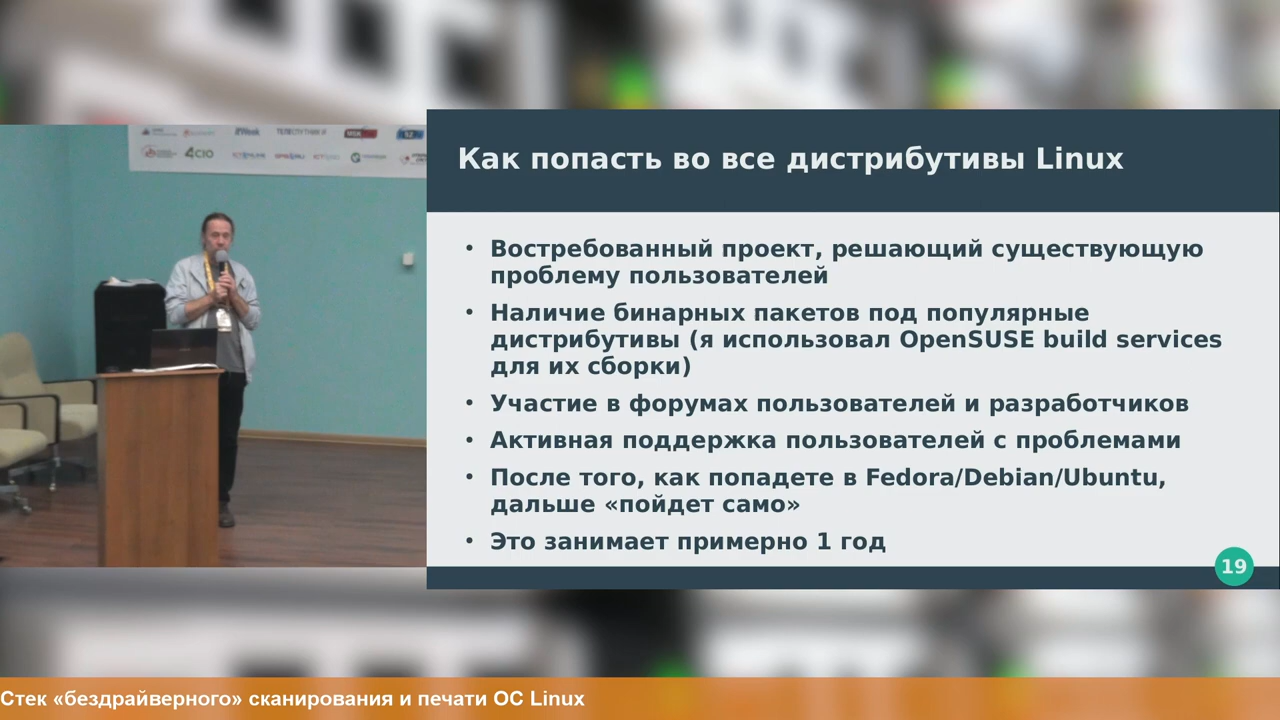 itWeek
ТЕЛЕСПУТНИК
4CIO
Как попасть во все дистрибутивы Linux
• Востребованный проект, решающий существующую
проблему пользователей
• Наличие бинарных пакетов под популярные
дистрибутивы (я использовал OpenSUSE build services
для их сборки)
• Участие в форумах пользователей и разработчиков
• Активная поддержка пользователей с проблемами
• После того, как попадете в Fedora/Debian/Ubuntu,
дальше «пойдет само»
• Это занимает примерно 1 год
19
Стек «бездрайверного» сканирования и печати ОС Linux